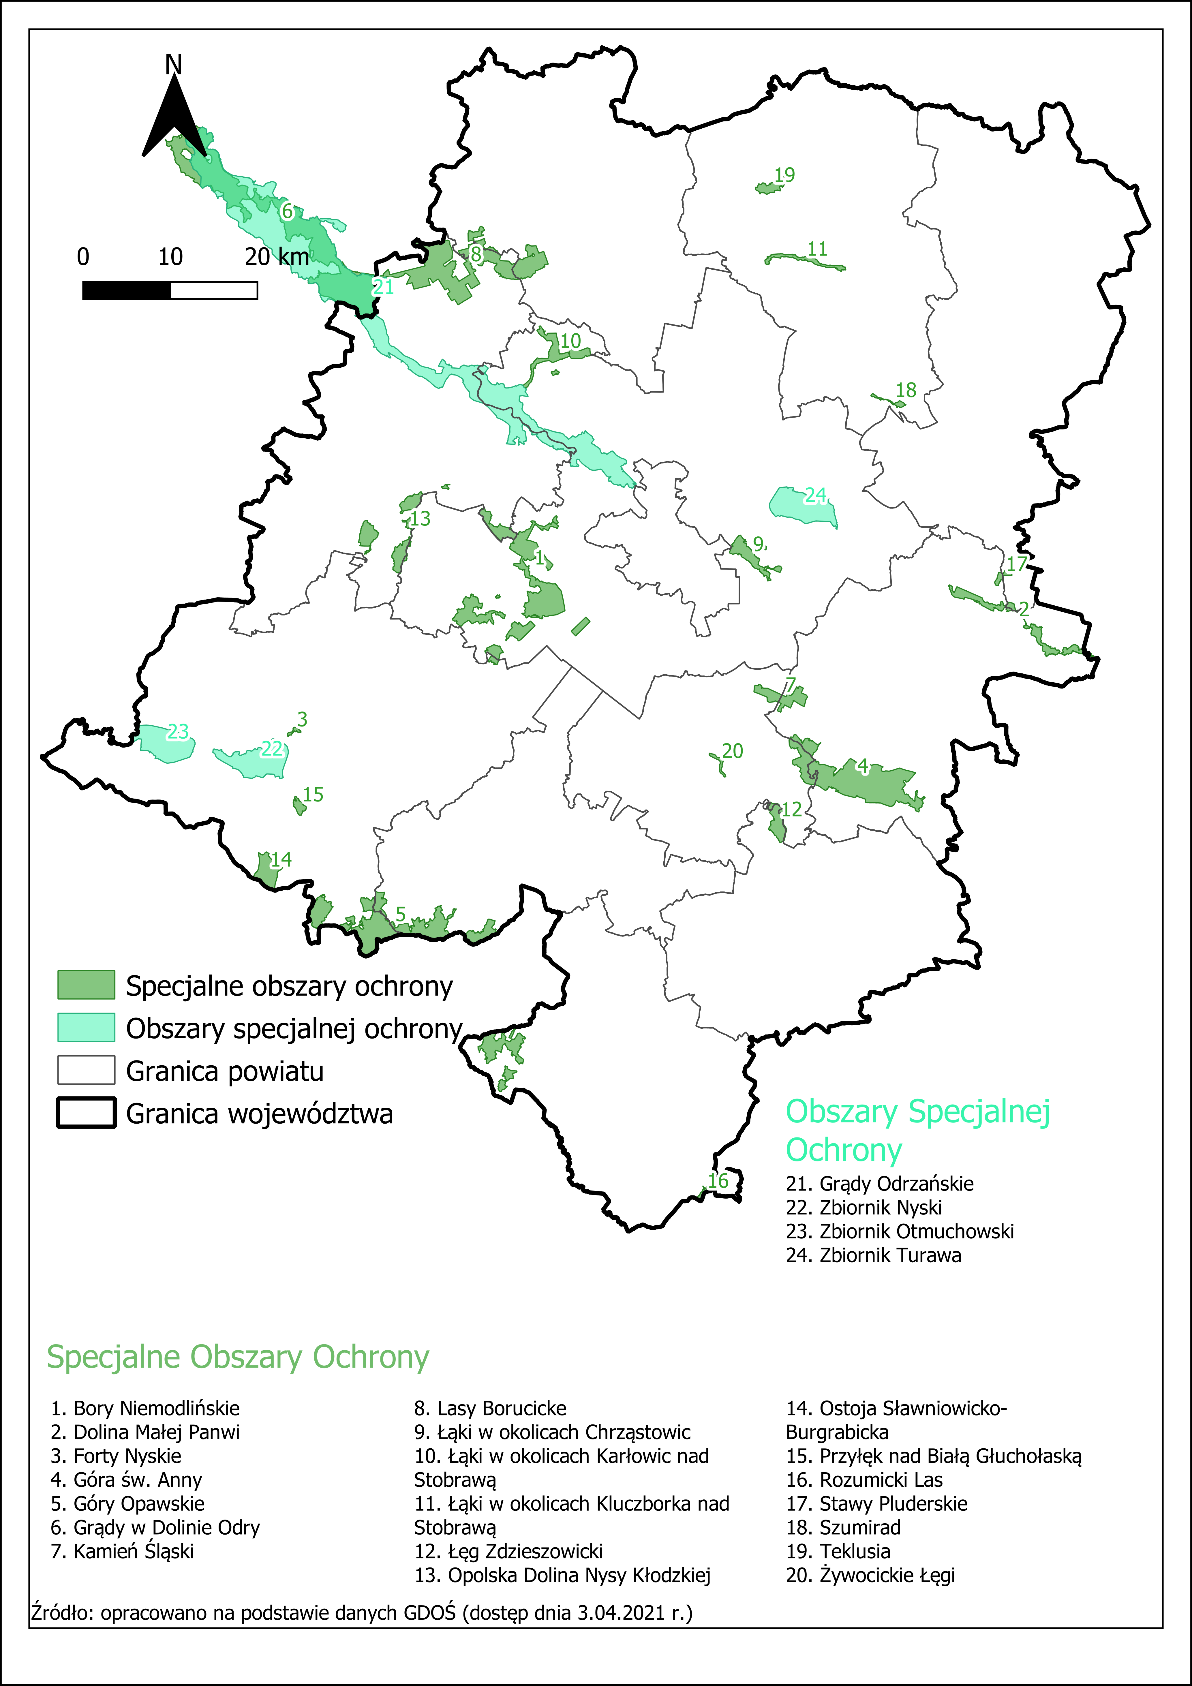 N
0 10 20 km
19
6
11
8
21
10
18
24
13
9
1
17
2
7
3
23
22
20
4
15
12
14
5
16
Specjalne obszary ochrony
Obszary specjalnej ochrony
Granica powiatu
Granica województwa
Obszary Specjalnej
Ochrony
21. Grądy Odrzańskie
22. Zbiornik Nyski
23. Zbiornik Otmuchowski
24. Zbiornik Turawa
Specjalne Obszary Ochrony
1. Bory Niemodlińskie
2. Dolina Małej Panwi
3. Forty Nyskie
4. Góra św. Anny
5. Góry Opawskie
6. Grądy w Dolinie Odry
7. Kamień Śląski
8. Lasy Borucicke
9. Łąki w okolicach Chrząstowic
10. Łąki w okolicach Karłowic nad
Stobrawą
11. Łąki w okolicach Kluczborka nad
Stobrawą
12. Łęg Zdzieszowicki
13. Opolska Dolina Nysy Kłodzkiej
14. Ostoja Sławniowicko-
Burgrabicka
15. Przyłęk nad Białą Głuchołaską
16. Rozumicki Las
17. Stawy Pluderskie
18. Szumirad
19. Teklusia
20. Żywocickie Łęgi
Źródło: opracowano na podstawie danych GDOŚ (dostęp dnia 3.04.2021 r.)